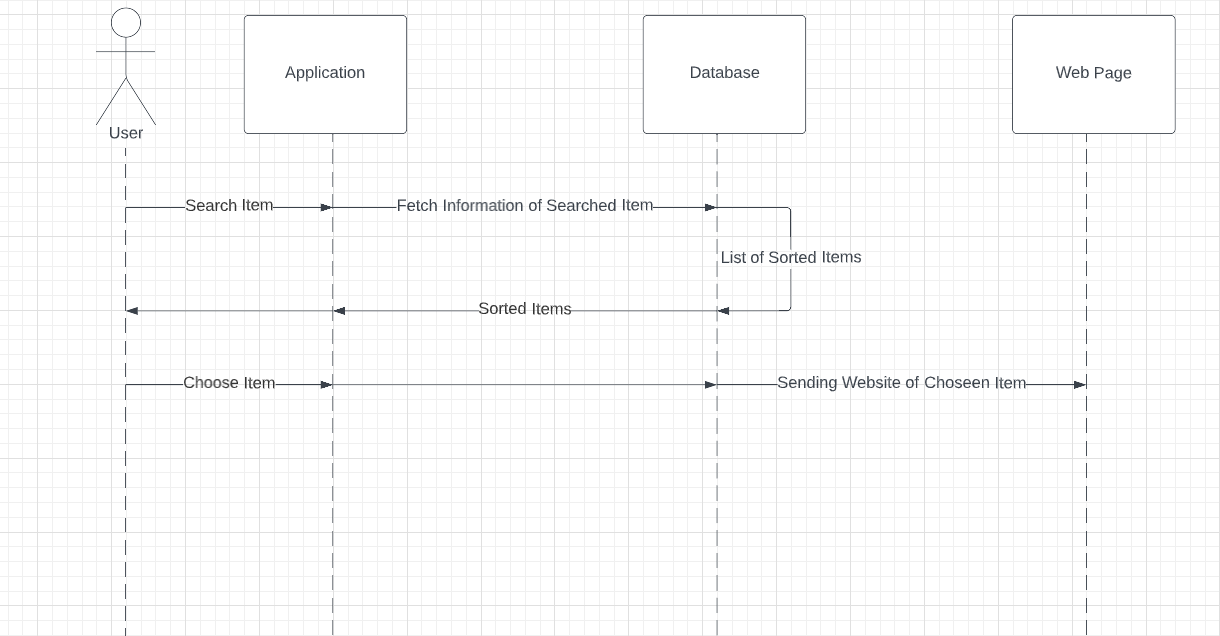 Application
Database
Web Page
User
Search Item
Fetch Information of Searched Item
List of Sorted Items
Sorted Items
Choose Item
Sending Website of Choseen Item